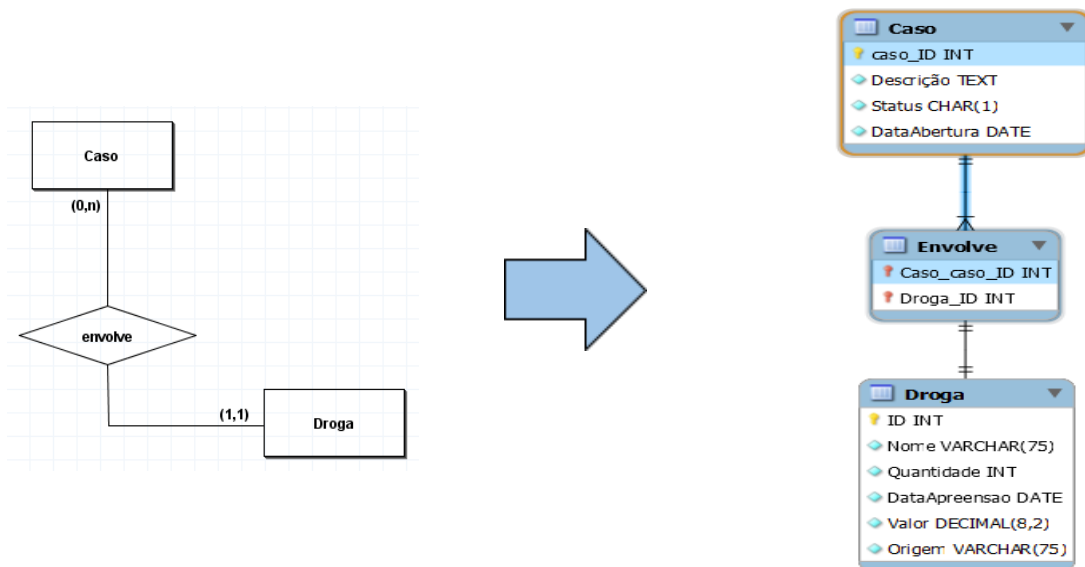 Caso
(0,n)
envolve
(1,1)
Droga
Caso
caso_ID INT
Descrição TEXT
Status CHAR(1)
DataAbertura DATE
Envolve
Caso_caso_ID INT
Droga_ID INT
Droga
ID INT
Nome VARCHAR(75)
Quantidade INT
DataApreensao DATE
Valor DECIMAL(8,2)
Origem VARCHAR(75)